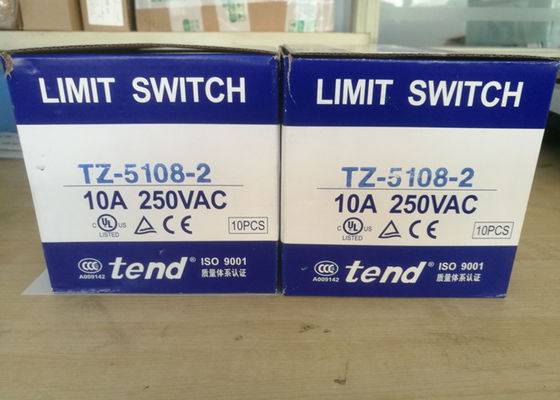 LIMIT SWITCH
TZ-5108-2
10A 250VAC
C UL US LISTED
CE
10PCS
CCC
A009142
tend® ISO 9001
质量体系认证
LIMIT SWITCH
TZ-5108-2
10A 250VAC
C UL US LISTED
CE
10PCS
CCC
A009142
tend® ISO 9001
质量体系认证